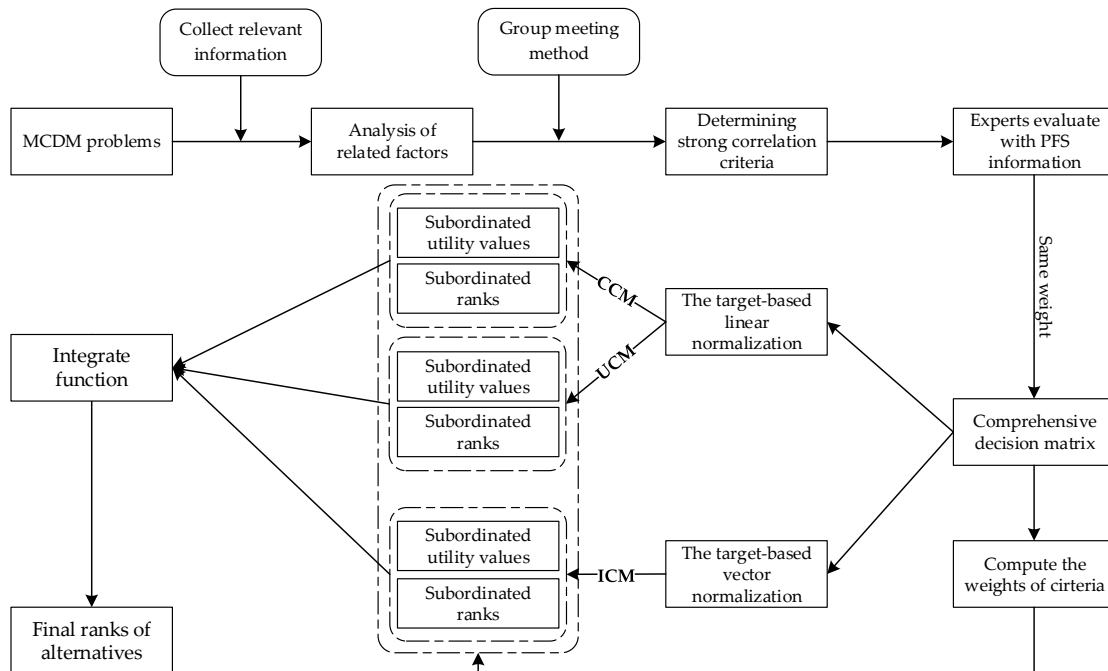 Collect relevant
information
Group meeting
method
MCDM problems
Analysis of
related factors
Determining
strong correlation
criteria
Experts evaluate
with PFS
information
Same weight
Subordinated
utility values
Subordinated
ranks
CCM
The target-based
linear
normalization
UCM
Integrate
function
Subordinated
utility values
Subordinated
ranks
Comprehensive
decision matrix
Subordinated
utility values
Subordinated
ranks
ICM
The target-based
vector
normalization
Compute the
weights of cirteria
Final ranks of
alternatives